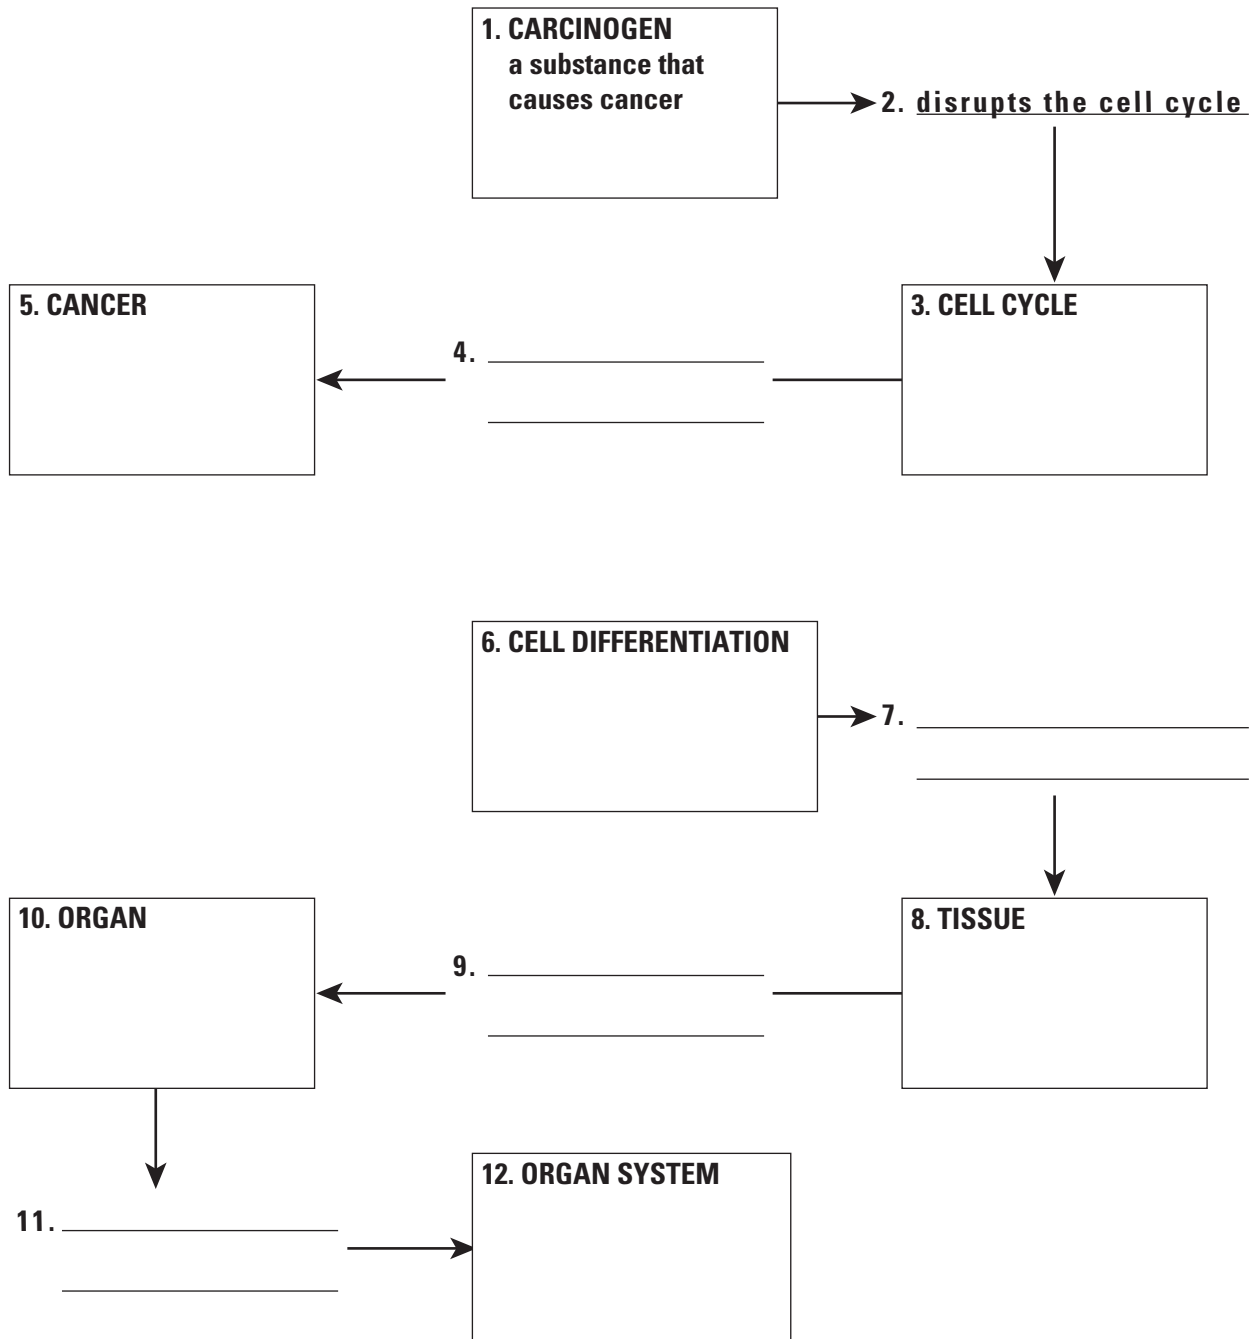 1. CARCINOGEN
a substance that
causes cancer
2. disrupts the cell cycle
3. CELL CYCLE
4.
5. CANCER
6. CELL DIFFERENTIATION
7.
8. TISSUE
9.
10. ORGAN
11.
12. ORGAN SYSTEM